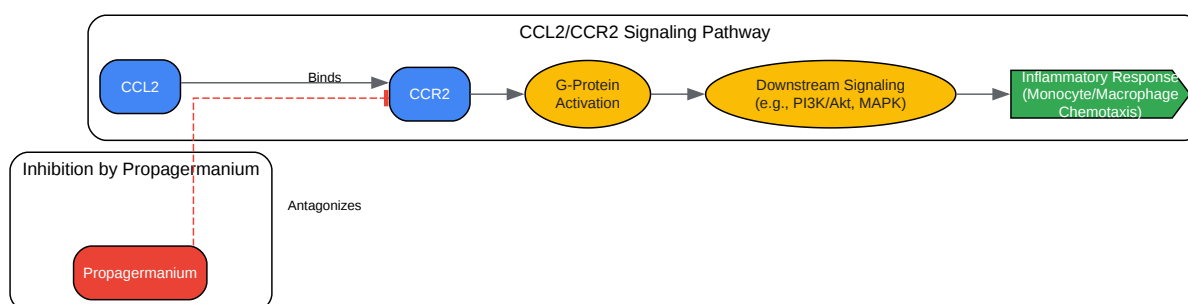 CCL2/CCR2 Signaling Pathway
CCL2
Binds
CCR2
G-Protein
Activation
Downstream Signaling
(e.g., PI3K/Akt, MAPK)
Inflammatory Response
(Monocyte/Macrophage
Chemotaxis)
Inhibition by Propagermanium
Antagonizes
Propagermanium